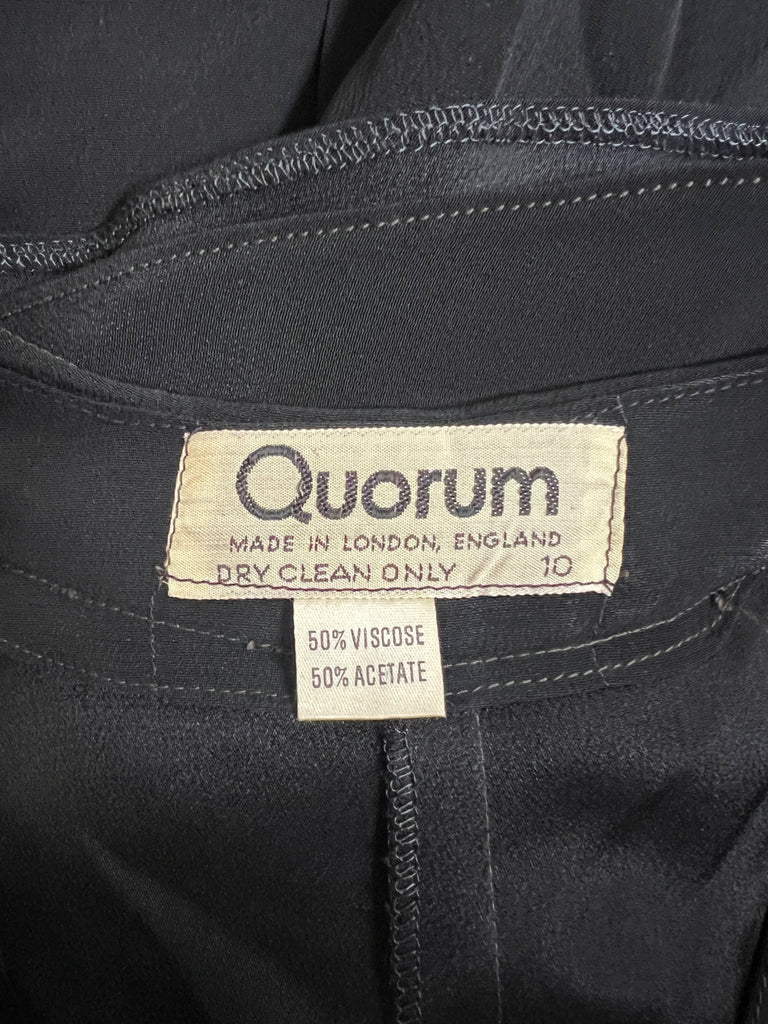 Quorum
MADE IN LONDON, ENGLAND
DRY CLEAN ONLY 10
50% VISCOSE
50% ACETATE